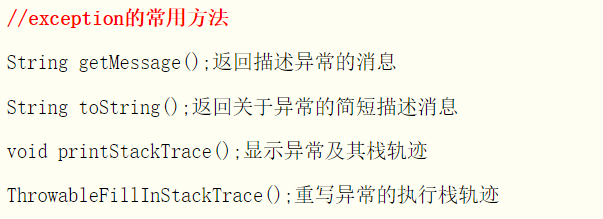 //exception的常用方法
String getMessage();返回描述异常的消息
String toString();返回关于异常的简短描述消息
void printStackTrace();显示异常及其栈轨迹
ThrowableFillInStackTrace();重写异常的执行栈轨迹